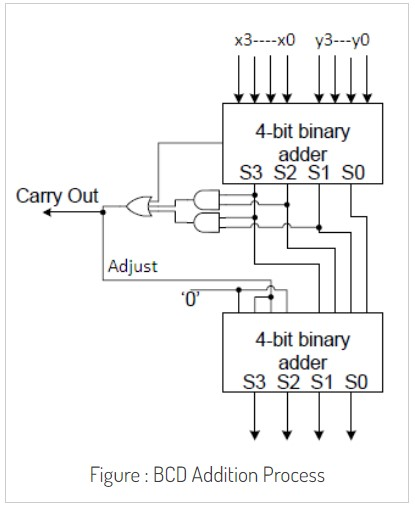 x3----x0 y3---y0
4-bit binary
adder
S3 S2 S1 S0
Carry Out
Adjust
'0'
4-bit binary
adder
S3 S2 S1 S0
Figure : BCD Addition Process